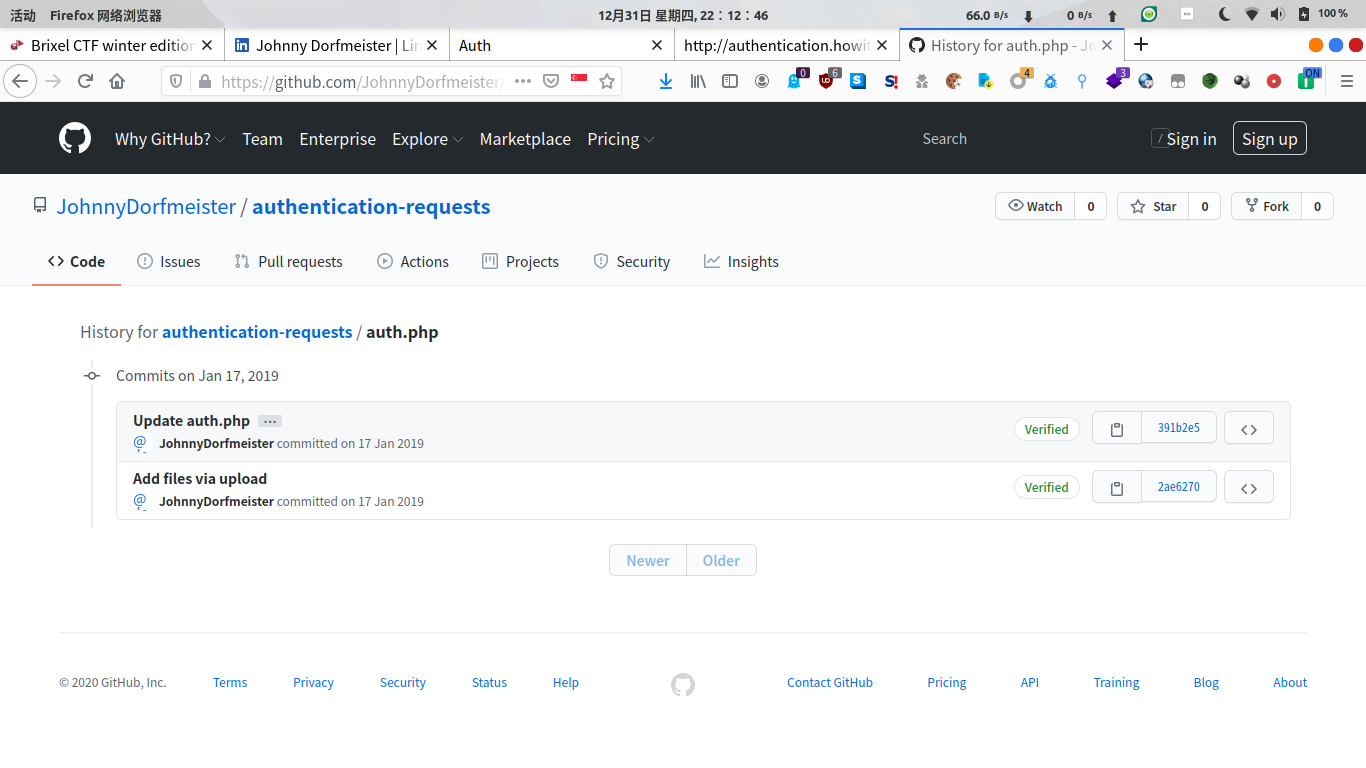 活动 Firefox 网络浏览器 12月31日 星期四, 22：12：46 66.0 B/s 0 B/s 100 %
Brixel CTF winter edition Johnny Dorfmeister | Lin Auth http://authentication.howi History for auth.php - Jo
https://github.com/JohnnyDorfmeister/ 0 6 4 3 ON
Why GitHub? Team Enterprise Explore Marketplace Pricing Search / Sign in Sign up
JohnnyDorfmeister / authentication-requests Watch 0 Star 0 Fork 0
Code Issues Pull requests Actions Projects Security Insights
History for authentication-requests / auth.php
Commits on Jan 17, 2019
Update auth.php …
JohnnyDorfmeister committed on 17 Jan 2019 Verified 391b2e5
Add files via upload
JohnnyDorfmeister committed on 17 Jan 2019 Verified 2ae6270
Newer Older
© 2020 GitHub, Inc. Terms Privacy Security Status Help Contact GitHub Pricing API Training Blog About